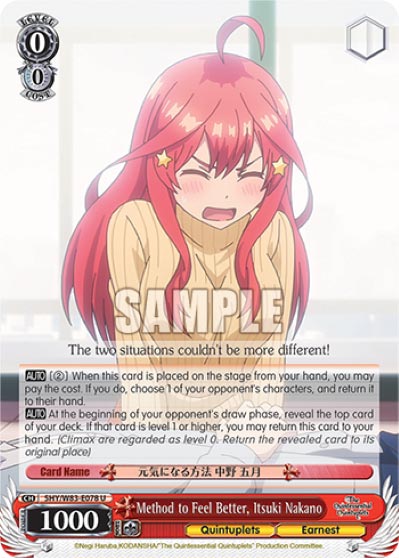 LEVEL
0
0
COST
SAMPLE
The two situations couldn't be more different!
AUTO [②] When this card is placed on the stage from your hand, you may
pay the cost. If you do, choose 1 of your opponent's characters, and return
it to their hand.
AUTO At the beginning of your opponent's draw phase, reveal the top card
of your deck. If that card is level 1 or higher, you may return this card to your
hand. (Climax are regarded as level 0. Return the revealed card to its
original place)
Card Name 元気になる方法 中野 五月
CH 5HY/W83-E078 U
Method to Feel Better, Itsuki Nakano
The Quintessential Quintuplets
POWER 1000
Quintuplets Earnest
©Negi Haruba,KODANSHA/"The Quintessential Quintuplets" Production Committee